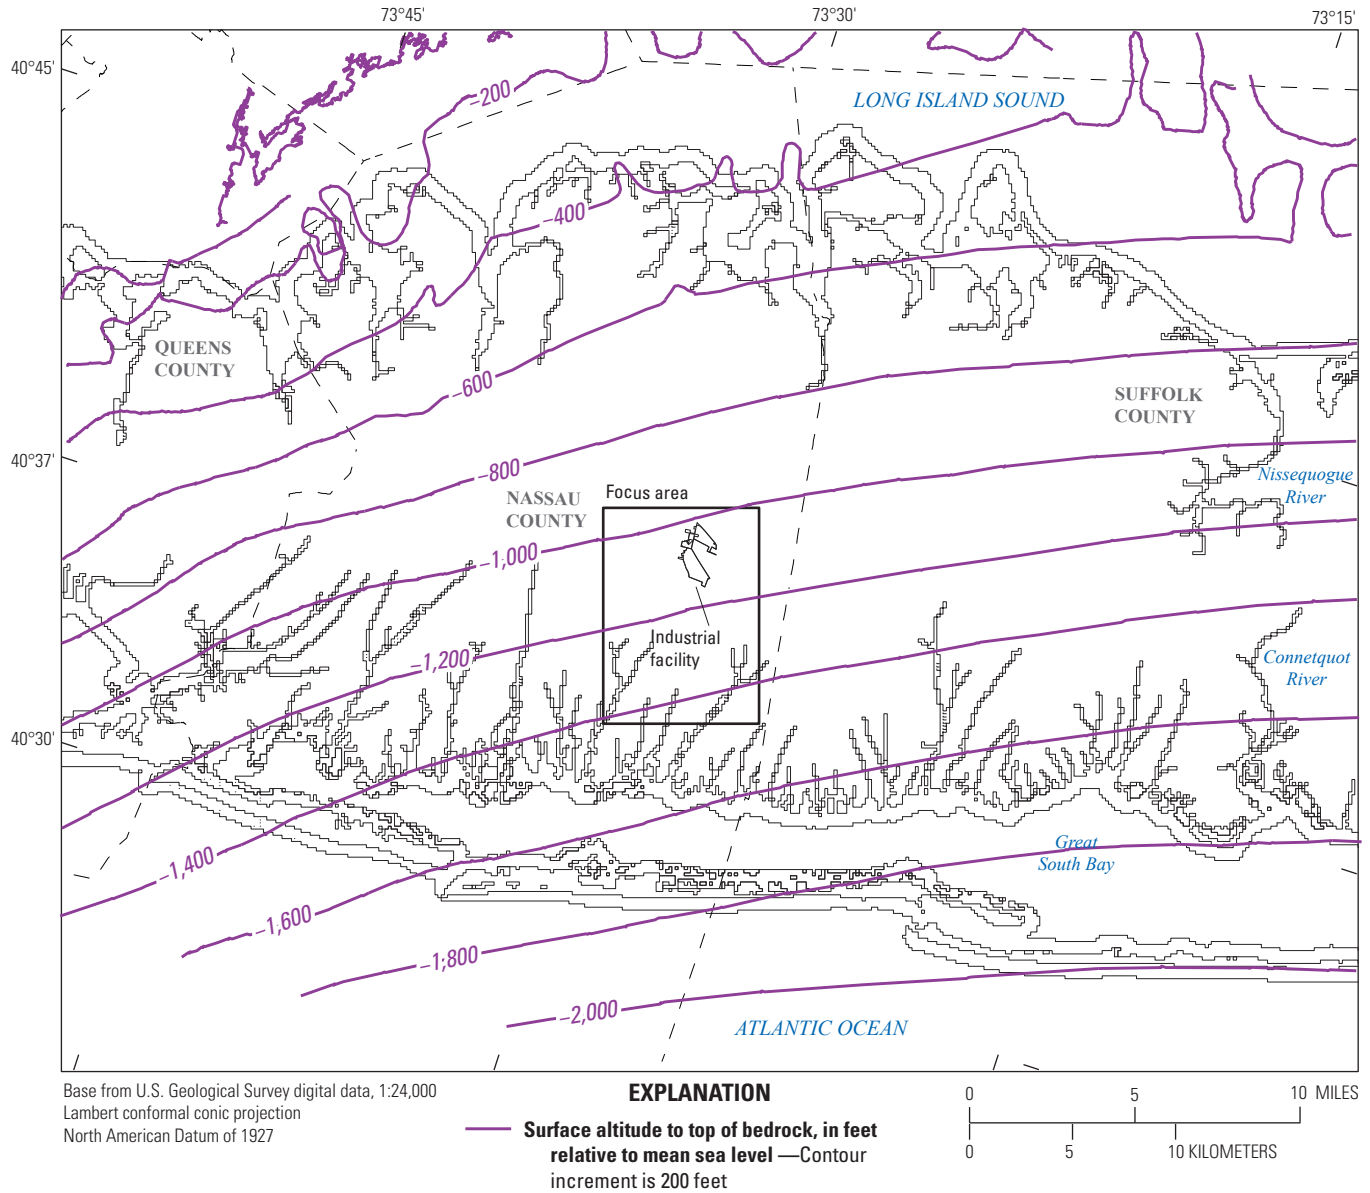 73°45'
73°30'
73°15'
40°45'
–200
LONG ISLAND SOUND
–400
QUEENS
COUNTY
–600
SUFFOLK
COUNTY
40°37'
–800
Nissequogue
River
NASSAU
COUNTY
Focus area
–1,000
Industrial
facility
–1,200
Connetquot
River
40°30'
–1,400
Great
South Bay
–1,600
–1,800
–2,000
ATLANTIC OCEAN
Base from U.S. Geological Survey digital data, 1:24,000
Lambert conformal conic projection
North American Datum of 1927
EXPLANATION
Surface altitude to top of bedrock, in feet
relative to mean sea level —Contour
increment is 200 feet
0 5 10 MILES
0 5 10 KILOMETERS